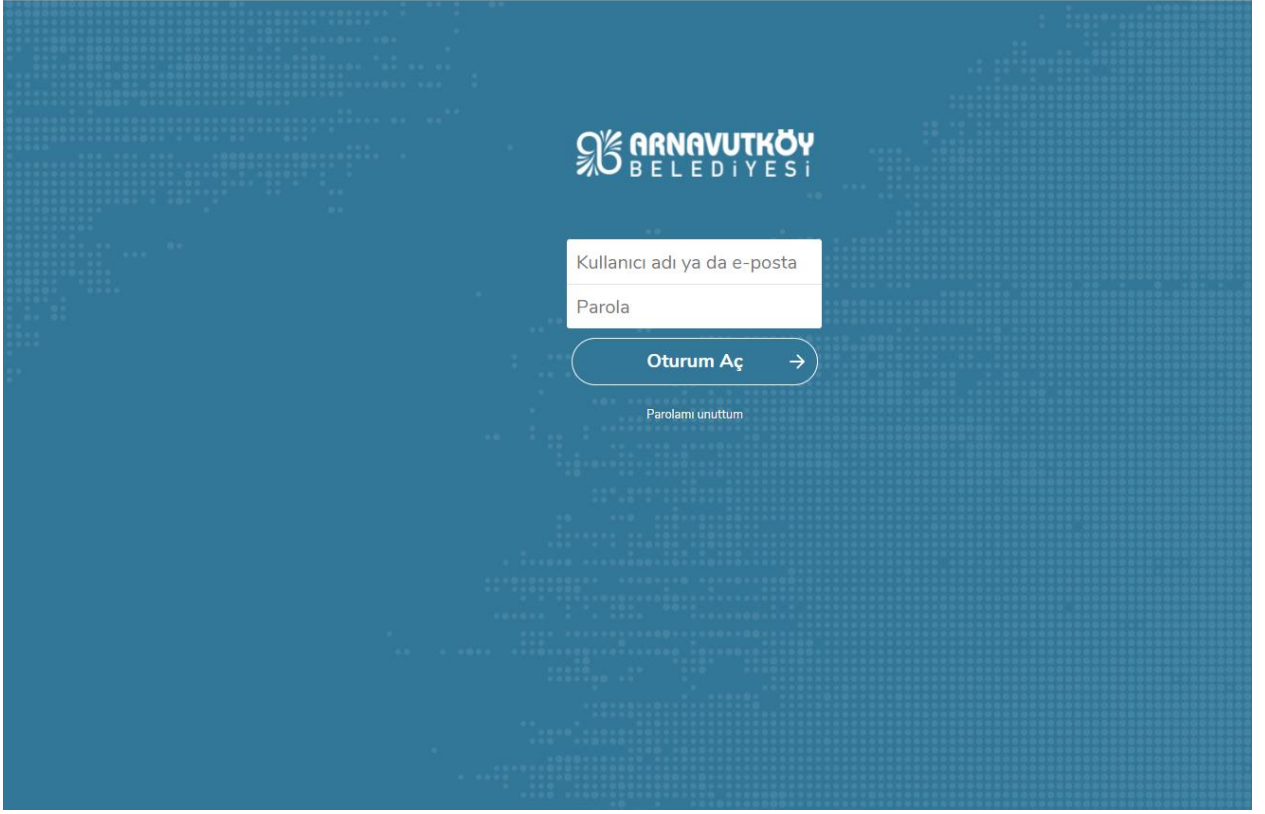 ARNAVUTKÖY
BELEDİYESİ
Kullanıcı adı ya da e-posta
Parola
Oturum Aç
Parolamı unuttum